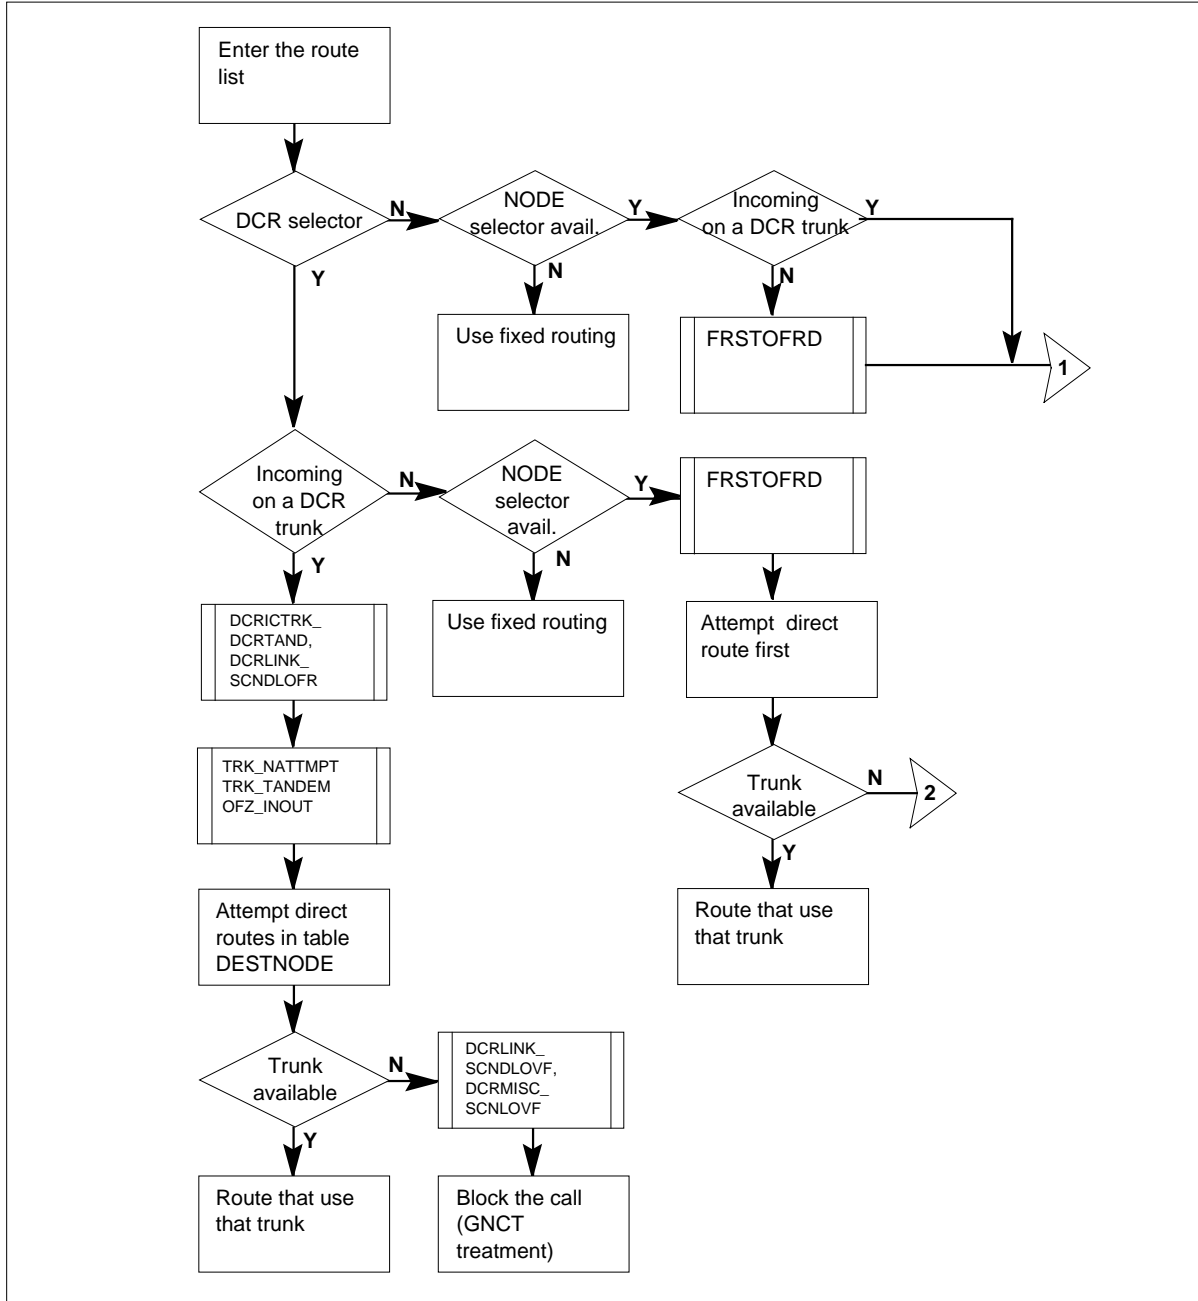 Enter the route
list
DCR selector
N
Y
NODE
selector avail.
Y
N
Incoming
on a DCR trunk
Y
N
Use fixed routing
FRSTOFRD
1
Incoming
on a DCR
trunk
N
Y
NODE
selector
avail.
Y
N
FRSTOFRD
DCRICTRK_
DCRTAND,
DCRLINK_
SCNDLOFR
Use fixed routing
Attempt direct
route first
TRK_NATTMPT
TRK_TANDEM
OFZ_INOUT
Trunk
available
N
2
Y
Attempt direct
routes in table
DESTNODE
Route that use
that trunk
Trunk
available
N
Y
DCRLINK_
SCNDLOVF,
DCRMISC_
SCNLOVF
Route that use
that trunk
Block the call
(GNCT
treatment)